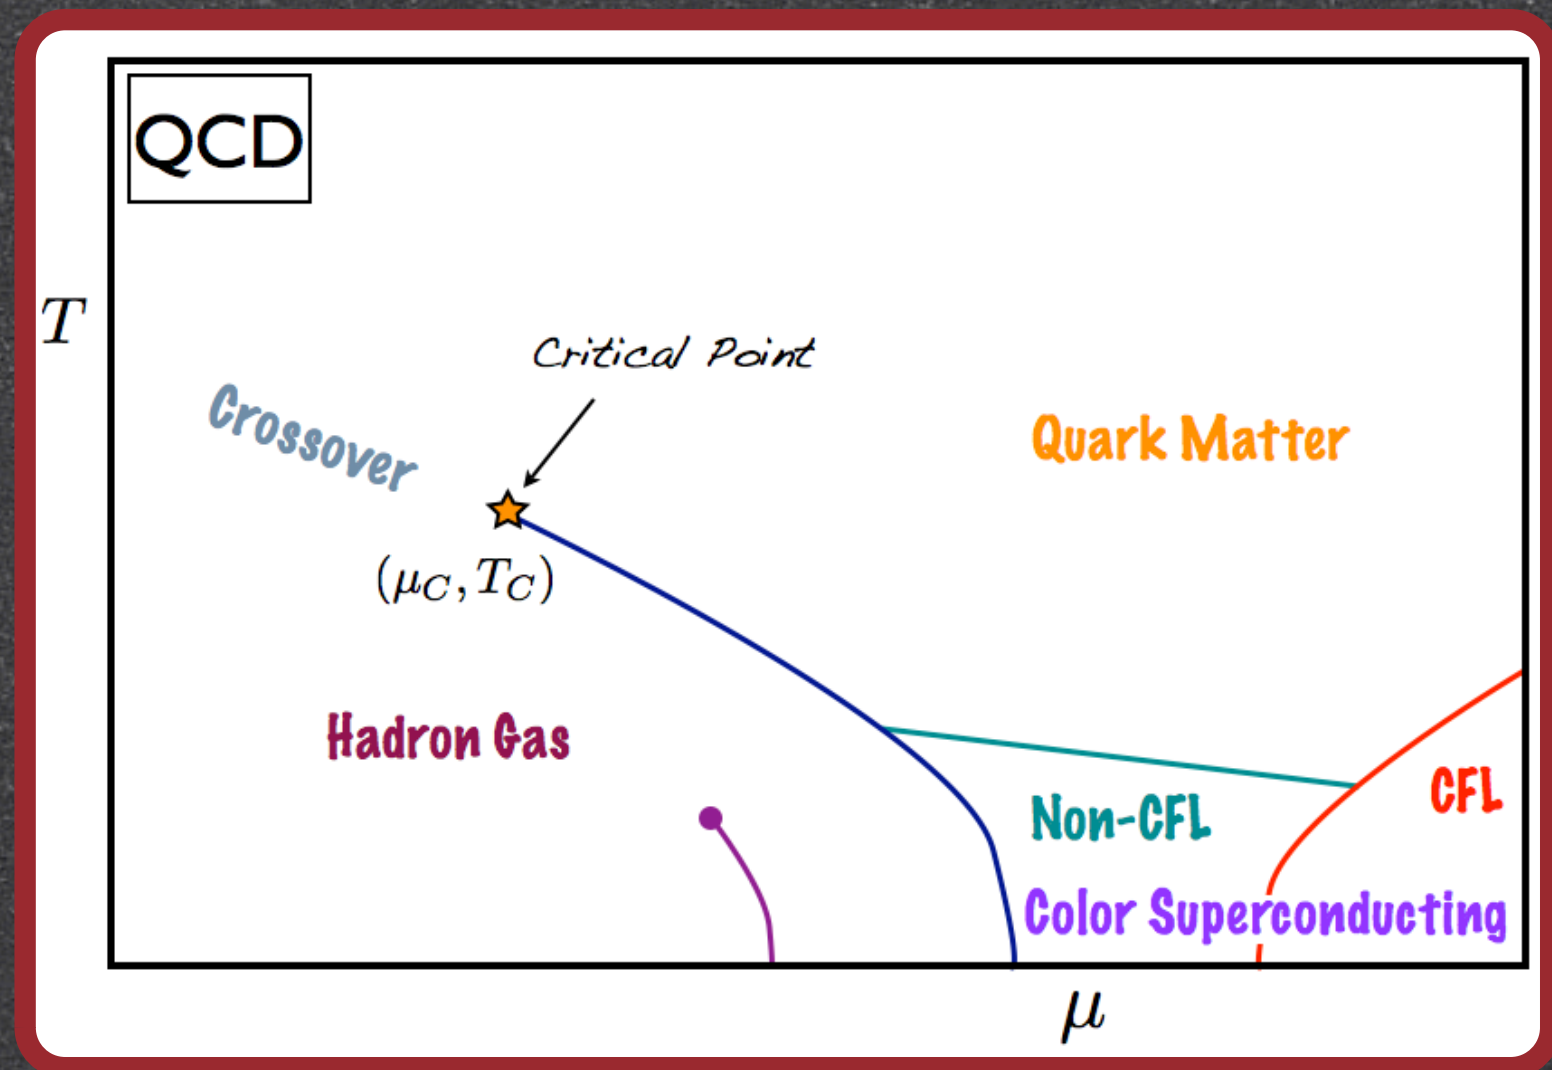 QCD
T
Critical Point
Crossover
Quark Matter
(μC, TC)
Hadron Gas
CFL
Non-CFL
Color Superconducting
μ